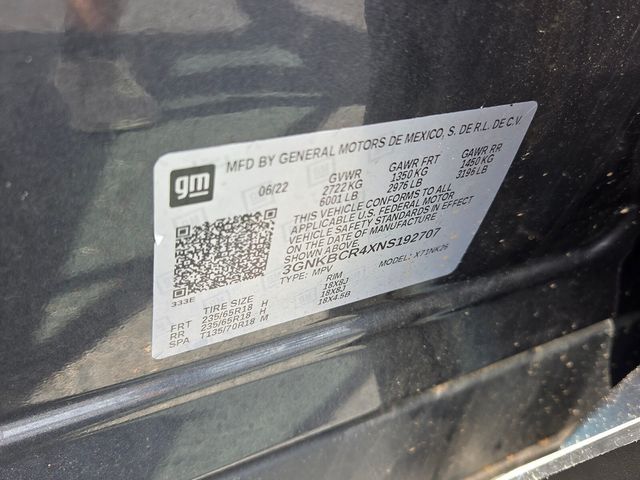 gm
MFD BY GENERAL MOTORS DE MEXICO, S. DE R.L. DE C.V.
06/22 GVWR GAWR FRT GAWR RR
2722 KG 1350 KG 1450 KG
6001 LB 2976 LB 3196 LB
THIS VEHICLE CONFORMS TO ALL
APPLICABLE U.S. FEDERAL MOTOR
VEHICLE SAFETY STANDARDS IN EFFECT
ON THE DATE OF MANUFACTURE
SHOWN ABOVE.
3GNKBCR4XNS192707
TYPE: MPV MODEL: X71NK26
333E
TIRE SIZE RIM
FRT 235/65R18 H 18X8J
RR 235/65R18 H 18X8J
SPA T135/70R18 M 18X4.5B